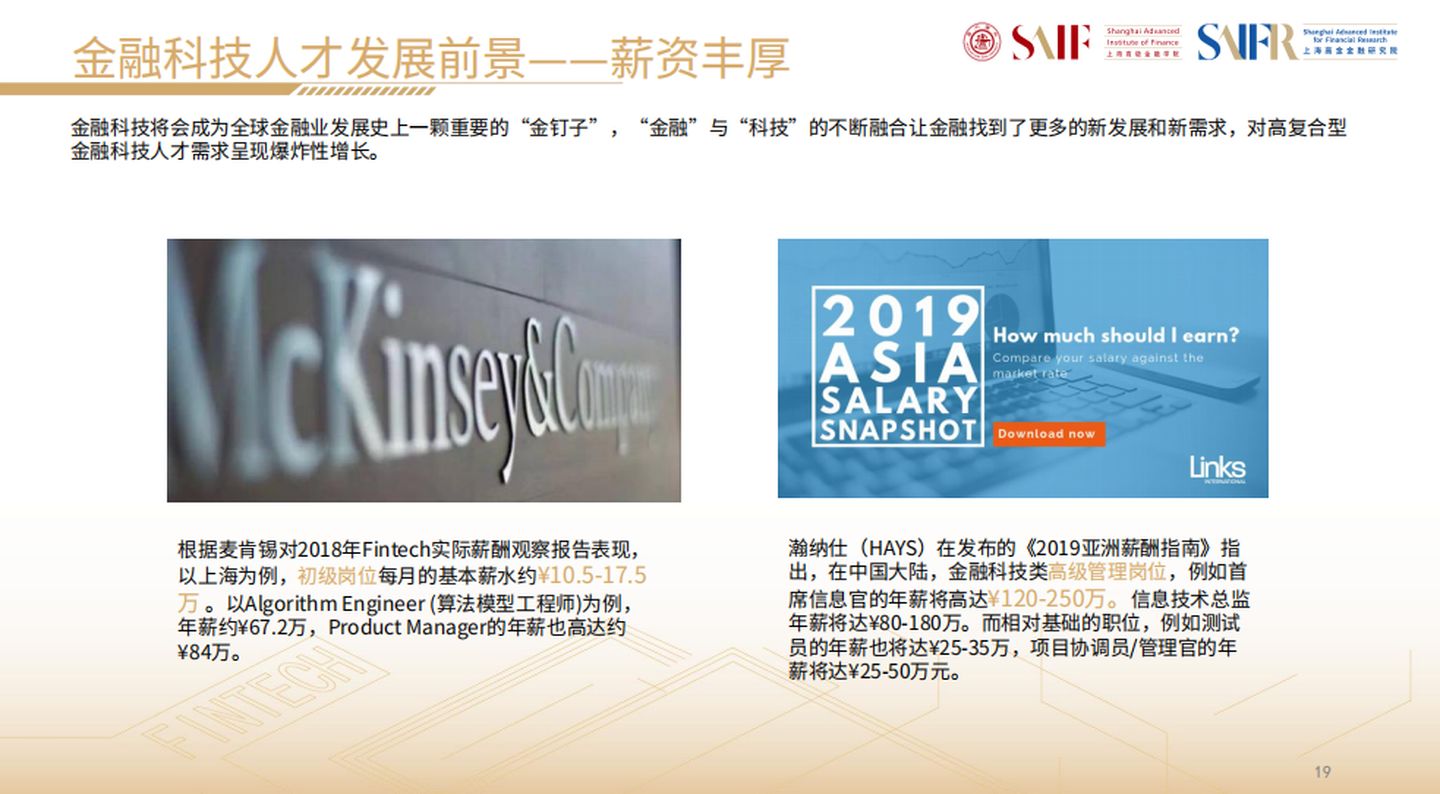 金融科技人才发展前景——薪资丰厚
SAIF
Shanghai Advanced
Institute of Finance
上海高级金融学院
SAIFR
Shanghai Advanced Institute
for Financial Research
上海高金金融研究院
金融科技将会成为全球金融业发展史上一颗重要的“金钉子”，“金融”与“科技”的不断融合让金融找到了更多的新发展和新需求，对高复合型
金融科技人才需求呈现爆炸性增长。
McKinsey&Company
2019
ASIA
SALARY
SNAPSHOT
How much should I earn?
Compare your salary against the
market rate
Download now
Links
INTERNATIONAL
根据麦肯锡对2018年Fintech实际薪酬观察报告表现，
以上海为例，初级岗位每月的基本薪水约¥10.5-17.5
万 。以Algorithm Engineer (算法模型工程师)为例，
年薪约¥67.2万，Product Manager的年薪也高达约
¥84万。
瀚纳仕（HAYS）在发布的《2019亚洲薪酬指南》指
出，在中国大陆，金融科技类高级管理岗位，例如首
席信息官的年薪将高达¥120-250万。 信息技术总监
年薪将达¥80-180万。而相对基础的职位，例如测试
员的年薪也将达¥25-35万，项目协调员/管理官的年
薪将达¥25-50万元。
FINTECH
19